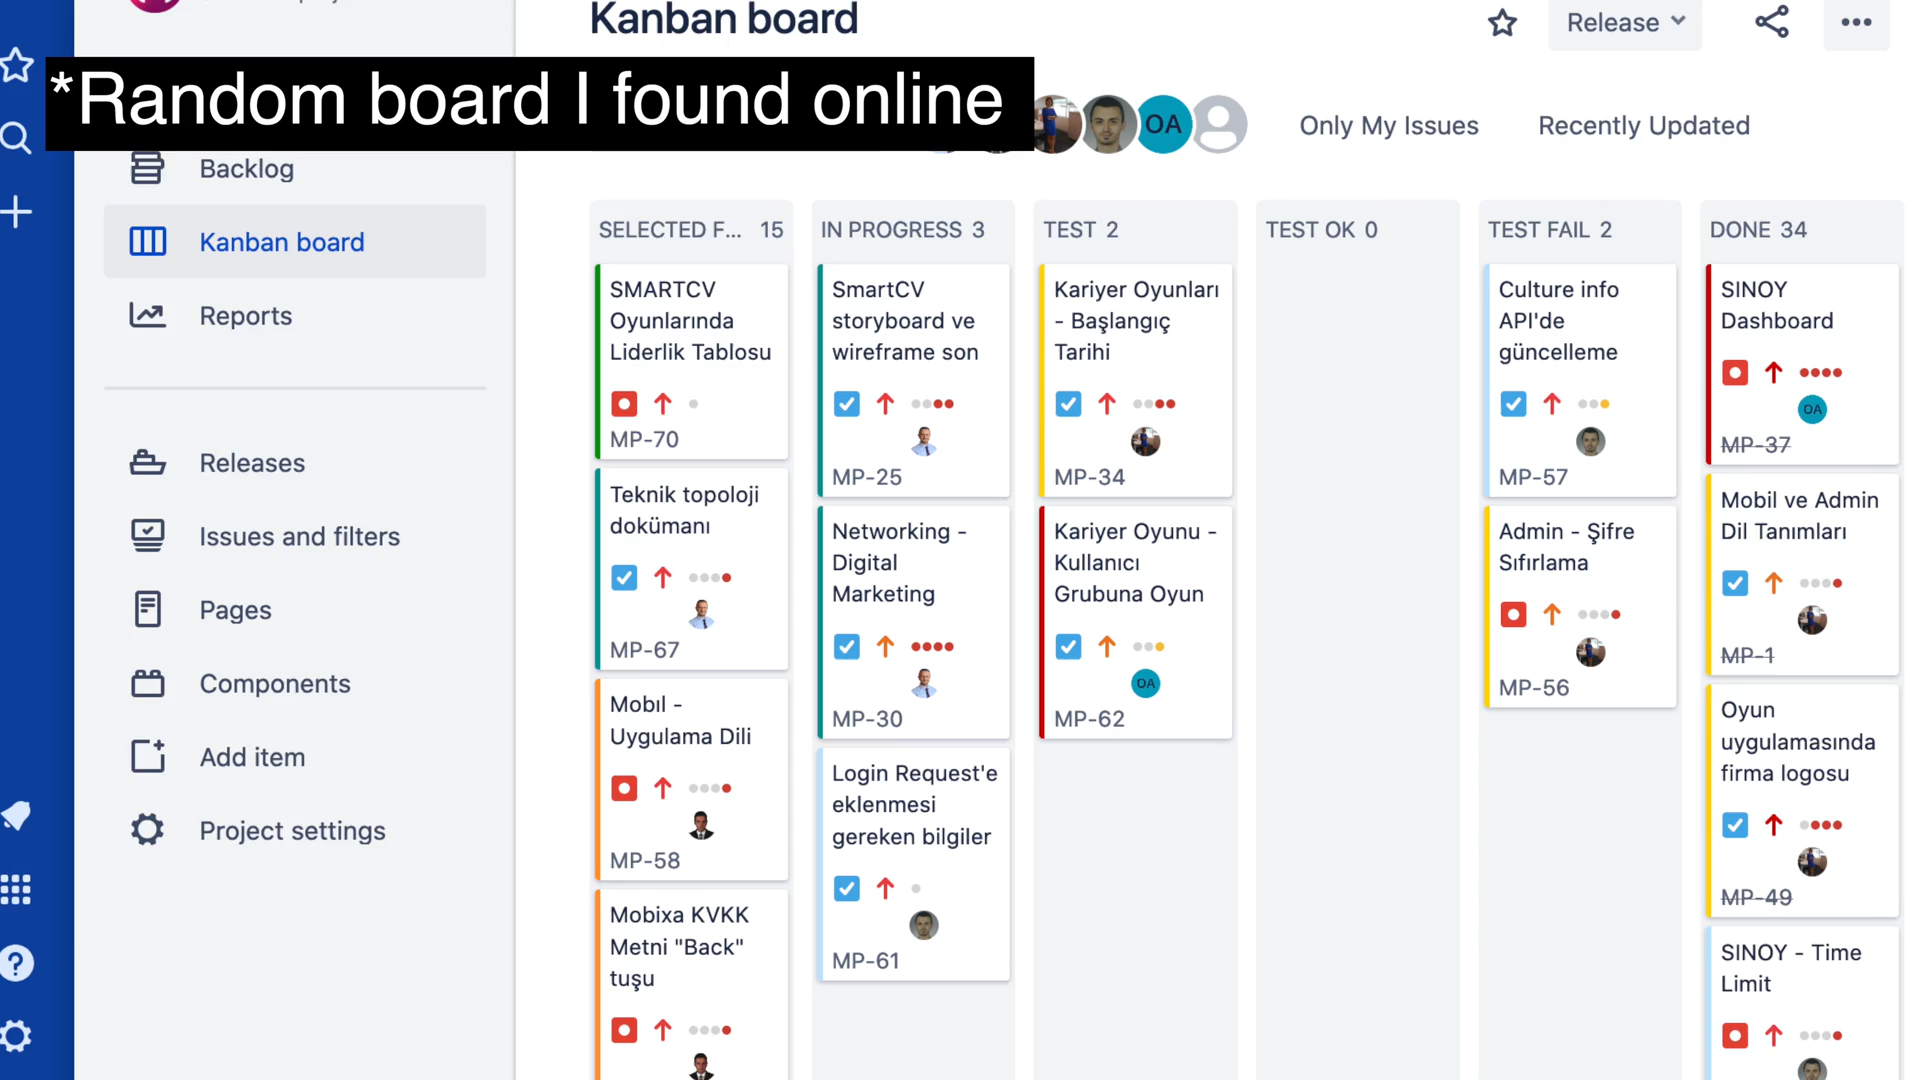 Kanban board
Release
*Random board I found online
OA
Only My Issues
Recently Updated
Backlog
Kanban board
Reports
Releases
Issues and filters
Pages
Components
Add item
Project settings
SELECTED F... 15
SMARTCV
Oyunlarında
Liderlik Tablosu
MP-70
Teknik topoloji
dokümanı
MP-67
Mobıl -
Uygulama Dili
MP-58
Mobixa KVKK
Metni "Back"
tuşu
IN PROGRESS 3
SmartCV
storyboard ve
wireframe son
MP-25
Networking -
Digital
Marketing
MP-30
Login Request'e
eklenmesi
gereken bilgiler
MP-61
TEST 2
Kariyer Oyunları
- Başlangıç
Tarihi
MP-34
Kariyer Oyunu -
Kullanıcı
Grubuna Oyun
OA
MP-62
TEST OK 0
TEST FAIL 2
Culture info
API'de
güncelleme
MP-57
Admin - Şifre
Sıfırlama
MP-56
DONE 34
SINOY
Dashboard
OA
MP-37
Mobil ve Admin
Dil Tanımları
MP-1
Oyun
uygulamasında
firma logosu
MP-49
SINOY - Time
Limit